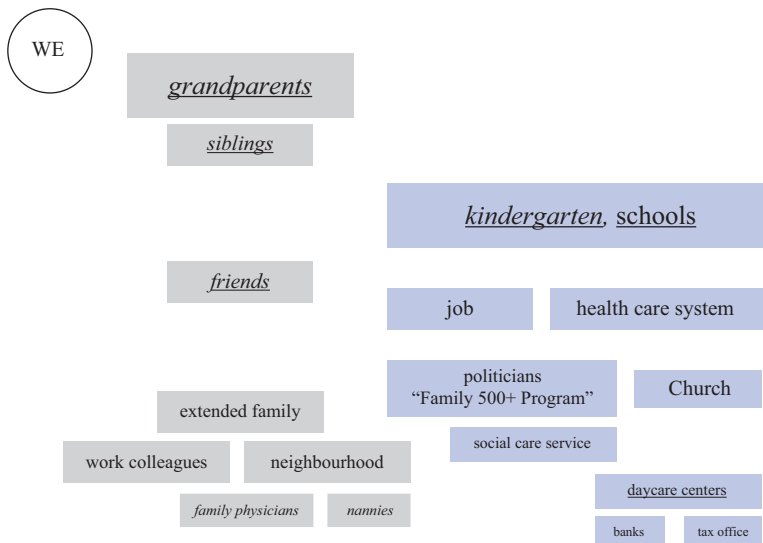 WE
grandparents
siblings
kindergarten, schools
friends
job
health care system
politicians
“Family 500+ Program”
Church
extended family
social care service
work colleagues
neighbourhood
daycare centers
family physicians
nannies
banks
tax office